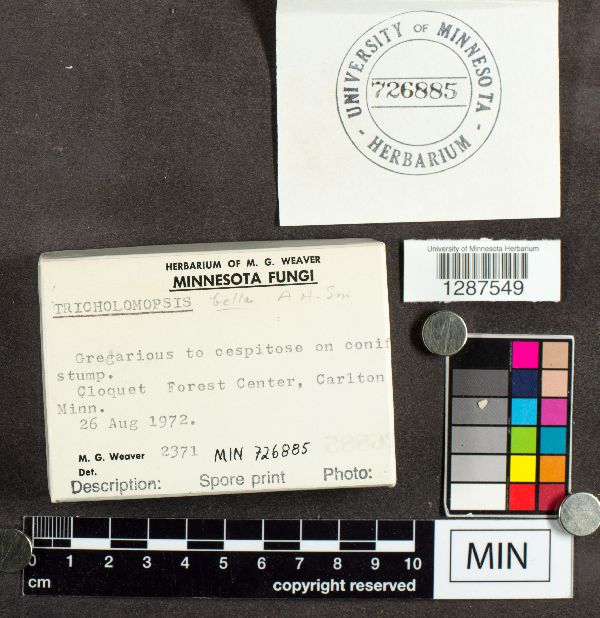 UNIVERSITY OF MINNESOTA
726885
- HERBARIUM -
University of Minnesota Herbarium
1287549
HERBARIUM OF M. G. WEAVER
MINNESOTA FUNGI
TRICHOLOMOPSIS bella A H. Sm
Gregarious to cespitose on conif
stump.
Cloquet Forest Center, Carlton
Minn.
26 Aug 1972.
M. G. Weaver 2371 MIN 726885
Det.
Description: Spore print Photo:
0 1 2 3 4 5 6 7 8 9 10
cm
copyright reserved
MIN